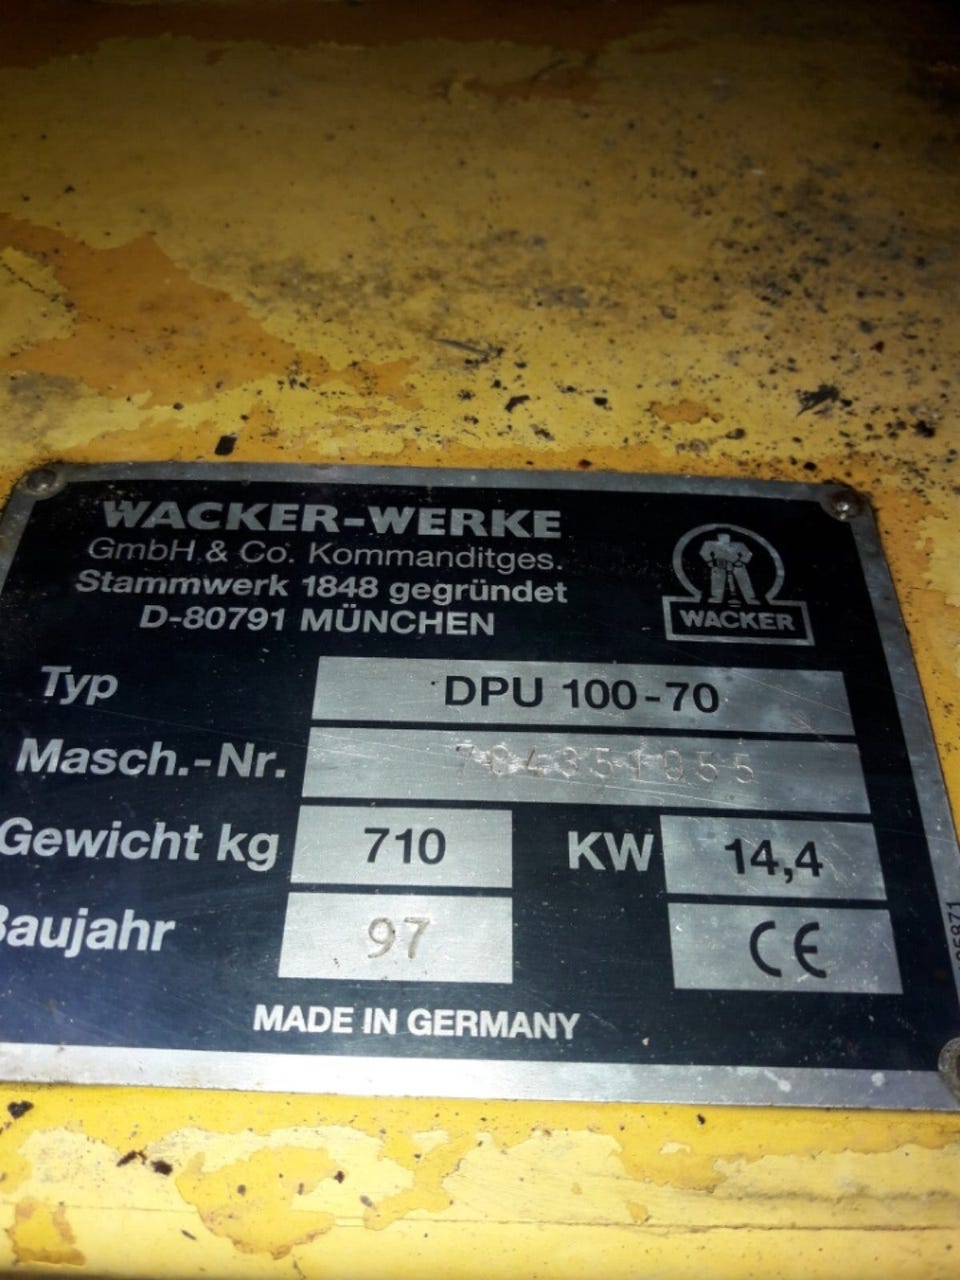 WACKER-WERKE
GmbH & Co. Kommanditges.
Stammwerk 1848 gegründet
D-80791 MÜNCHEN
WACKER
Typ DPU 100-70
Masch.-Nr.
Gewicht kg 710 KW 14,4
Baujahr 97 CE
MADE IN GERMANY